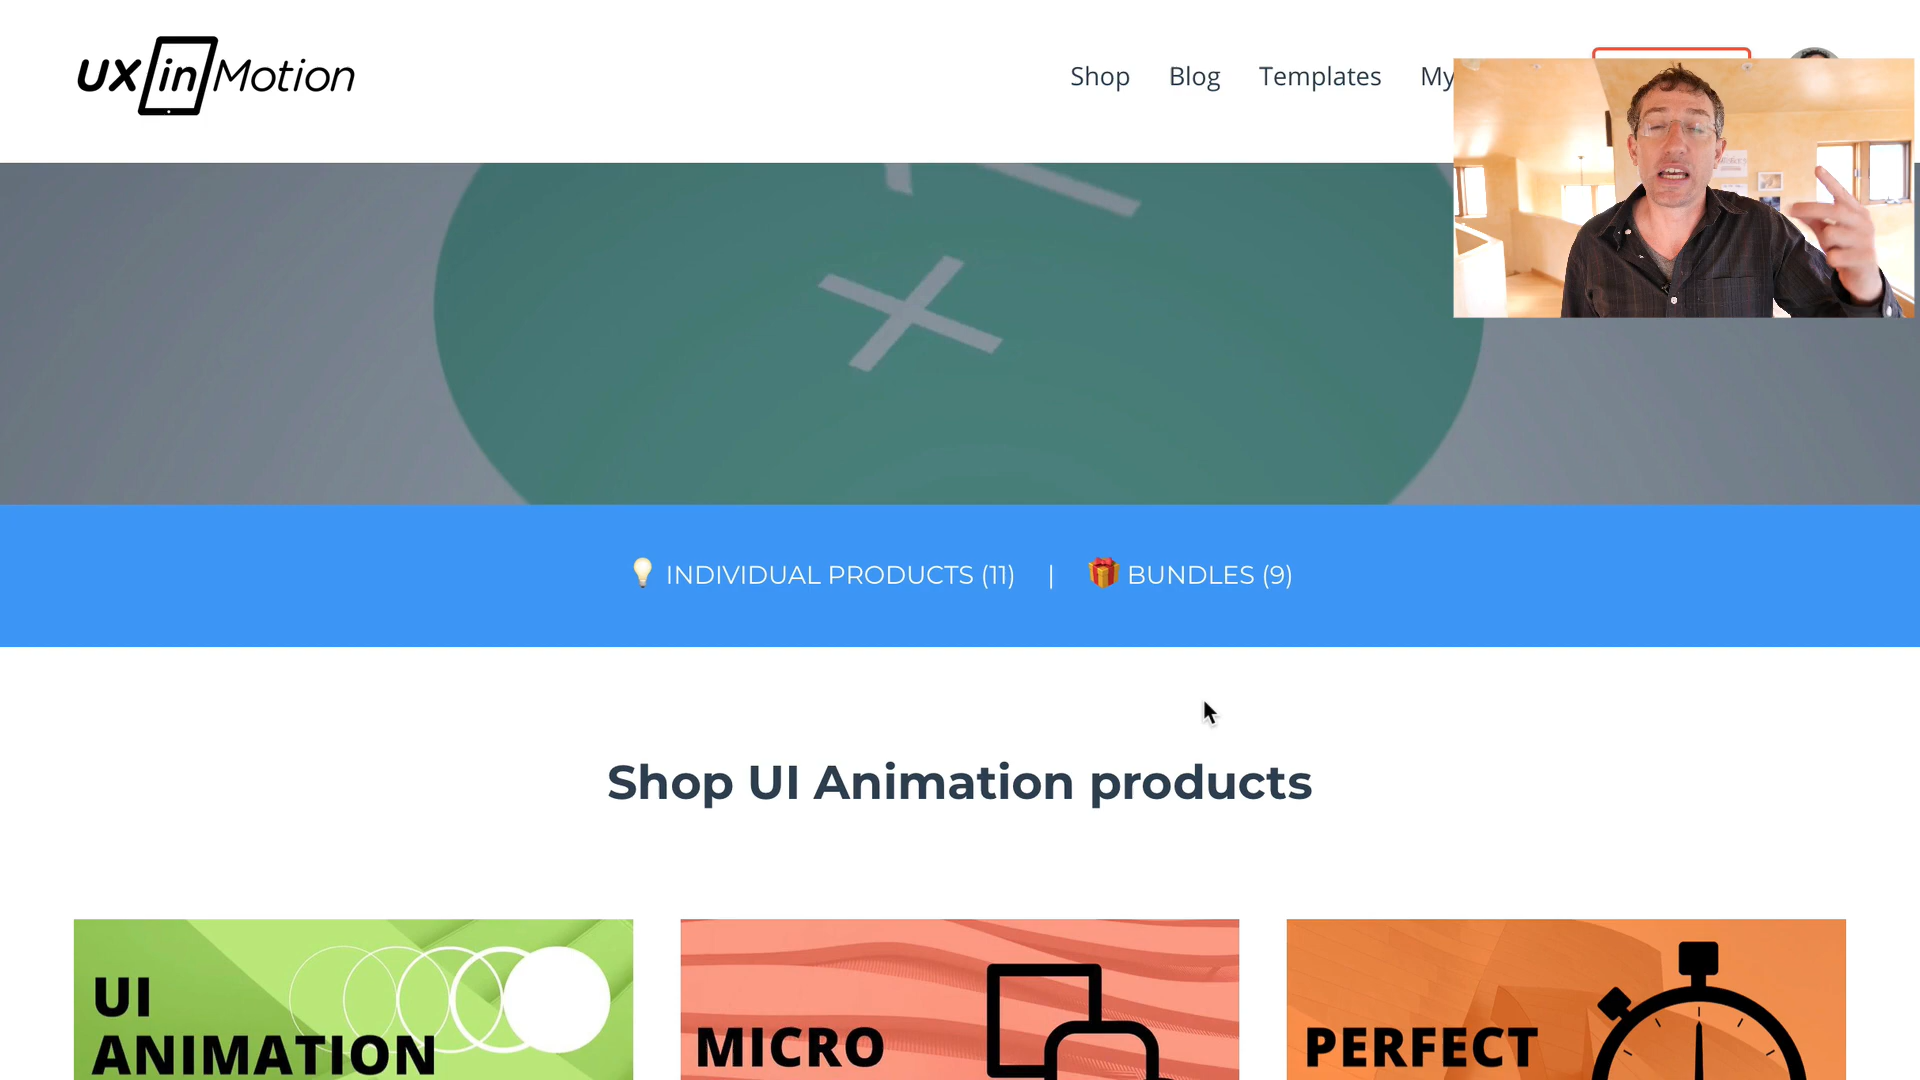 UX in Motion
Shop Blog Templates My
INDIVIDUAL PRODUCTS (11) | BUNDLES (9)
Shop UI Animation products
UI
ANIMATION
MICRO
PERFECT